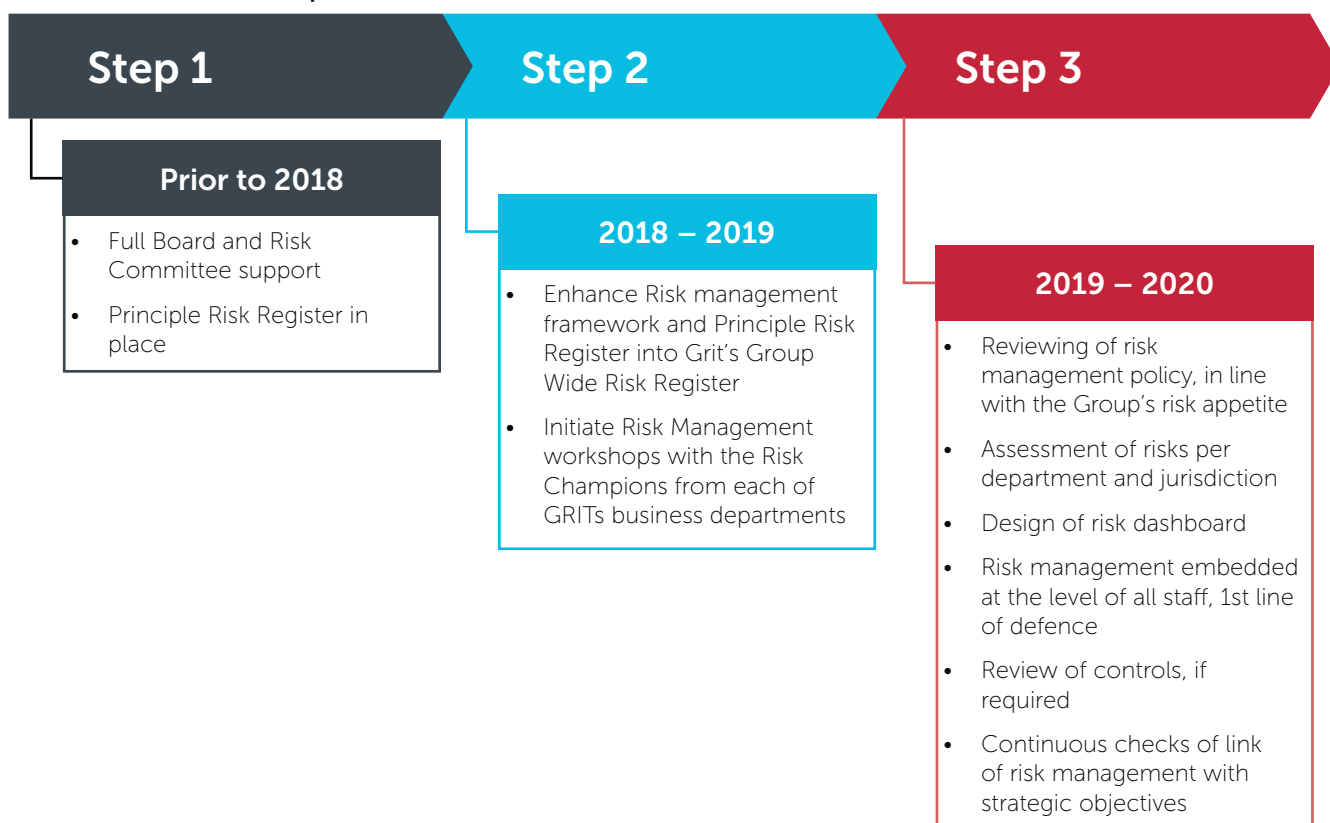 Step 1
Step 2
Step 3
Prior to 2018
• Full Board and Risk
Committee support
• Principle Risk Register in
place
2018 – 2019
• Enhance Risk management
framework and Principle Risk
Register into Grit's Group
Wide Risk Register
• Initiate Risk Management
workshops with the Risk
Champions from each of
GRITs business departments
2019 – 2020
• Reviewing of risk
management policy, in line
with the Group's risk appetite
• Assessment of risks per
department and jurisdiction
• Design of risk dashboard
• Risk management embedded
at the level of all staff, 1st line
of defence
• Review of controls, if
required
• Continuous checks of link
of risk management with
strategic objectives